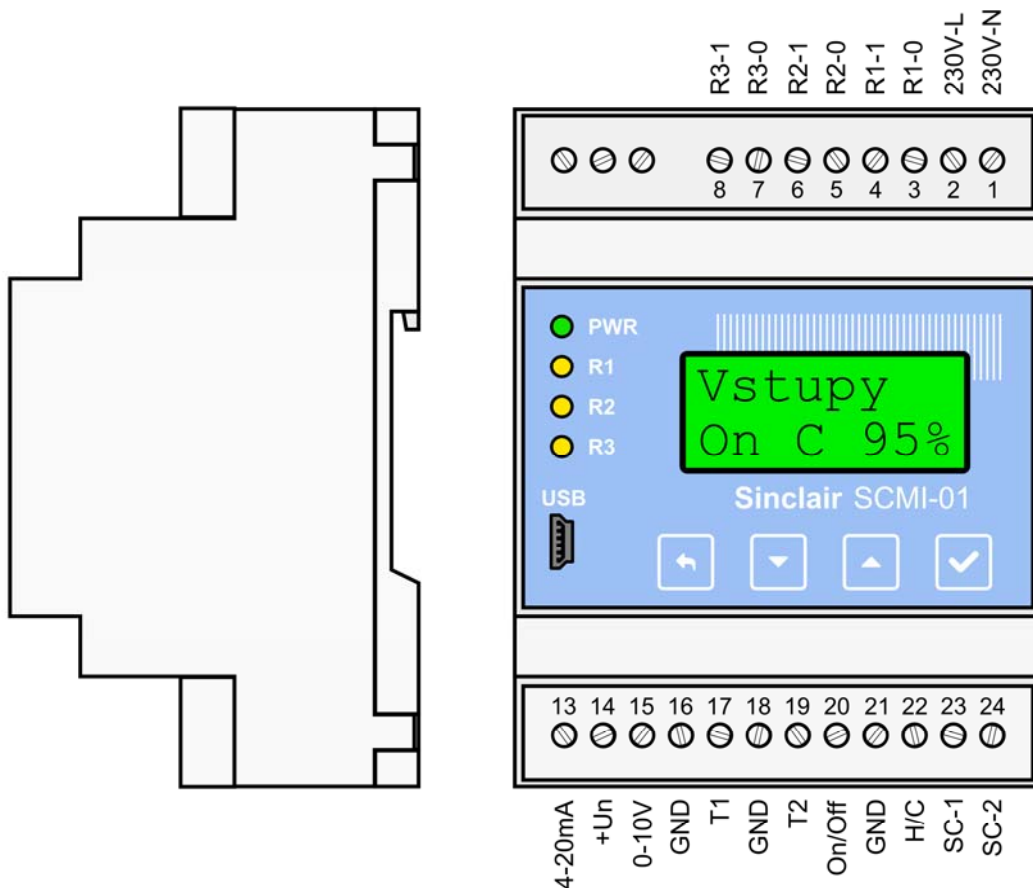 R3-1 R3-0 R2-1 R2-0 R1-1 R1-0 230V-L 230V-N
8 7 6 5 4 3 2 1
PWR
R1
R2
R3
USB
Vstupy
On C 95%
Sinclair SCMI-01
13 14 15 16 17 18 19 20 21 22 23 24
4-20mA +Un 0-10V GND T1 GND T2 On/Off GND H/C SC-1 SC-2